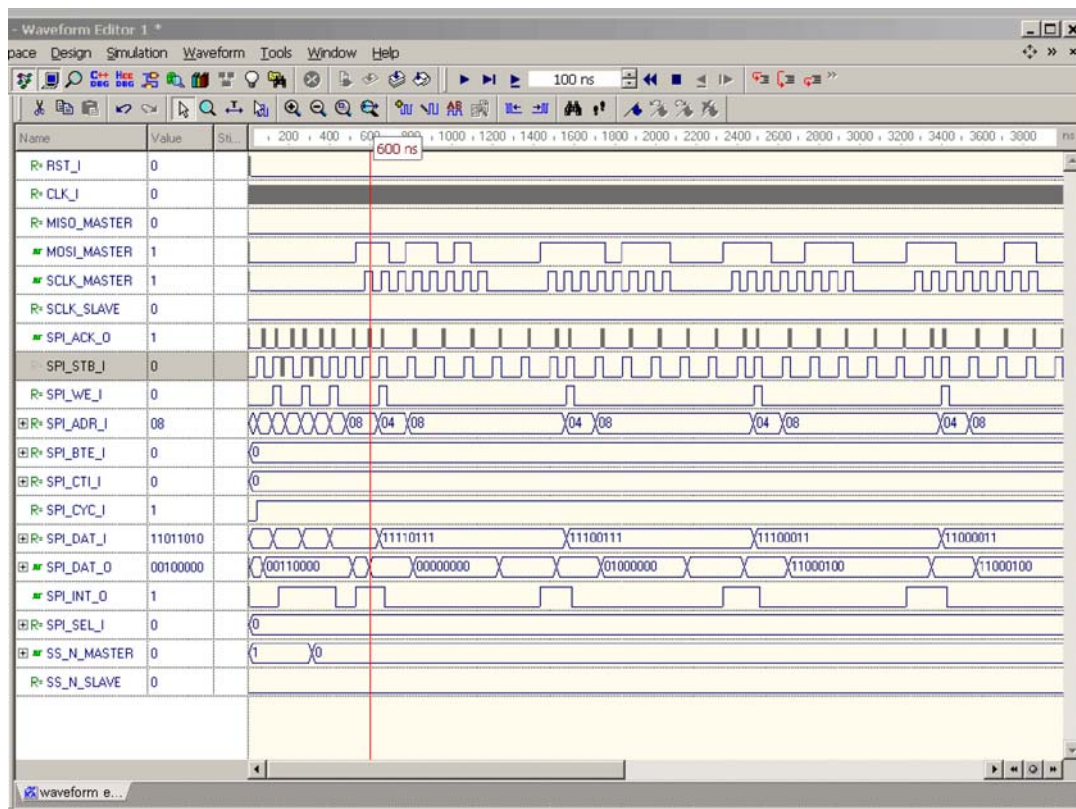 - Waveform Editor 1 *
pace Design Simulation Waveform Tools Window Help
C++ DBG HES DBG 100 ns
Name Value Sti... 200 400 600 800 1000 1200 1400 1600 1800 2000 2200 2400 2600 2800 3000 3200 3400 3600 3800 ns
600 ns
RST_I 0
CLK_I 0
MISO_MASTER 0
MOSI_MASTER 1
SCLK_MASTER 1
SCLK_SLAVE 0
SPI_ACK_O 1
SPI_STB_I 0
SPI_WE_I 0
SPI_ADR_I 08 08 04 08 04 08 04 08 04 08
SPI_BTE_I 0 0
SPI_CTI_I 0 0
SPI_CYC_I 1
SPI_DAT_I 11011010 11110111 11100111 11100011 11000011
SPI_DAT_O 00100000 00110000 00000000 01000000 11000100 11000100
SPI_INT_O 1
SPI_SEL_I 0 0
SS_N_MASTER 0 1 0
SS_N_SLAVE 0
waveform e...